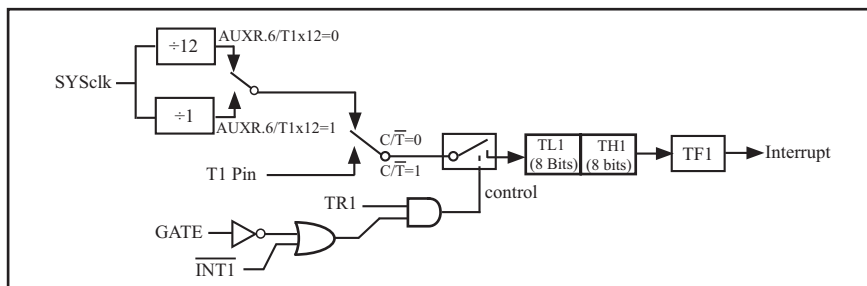 ÷12
AUXR.6/T1x12=0
SYSclk
÷1
AUXR.6/T1x12=1
C/T̅=0
C/T̅=1
T1 Pin
TL1
(8 Bits)
TH1
(8 bits)
TF1
Interrupt
control
TR1
GATE
I̅N̅T̅1̅